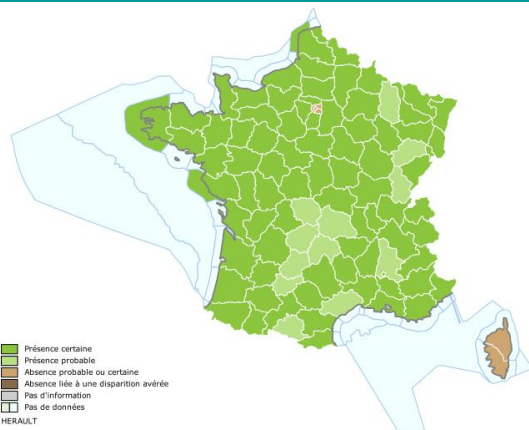 Présence certaine
Présence probable
Absence probable ou certaine
Absence liée à une disparition avérée
Pas d'information
Pas de données
HERAULT